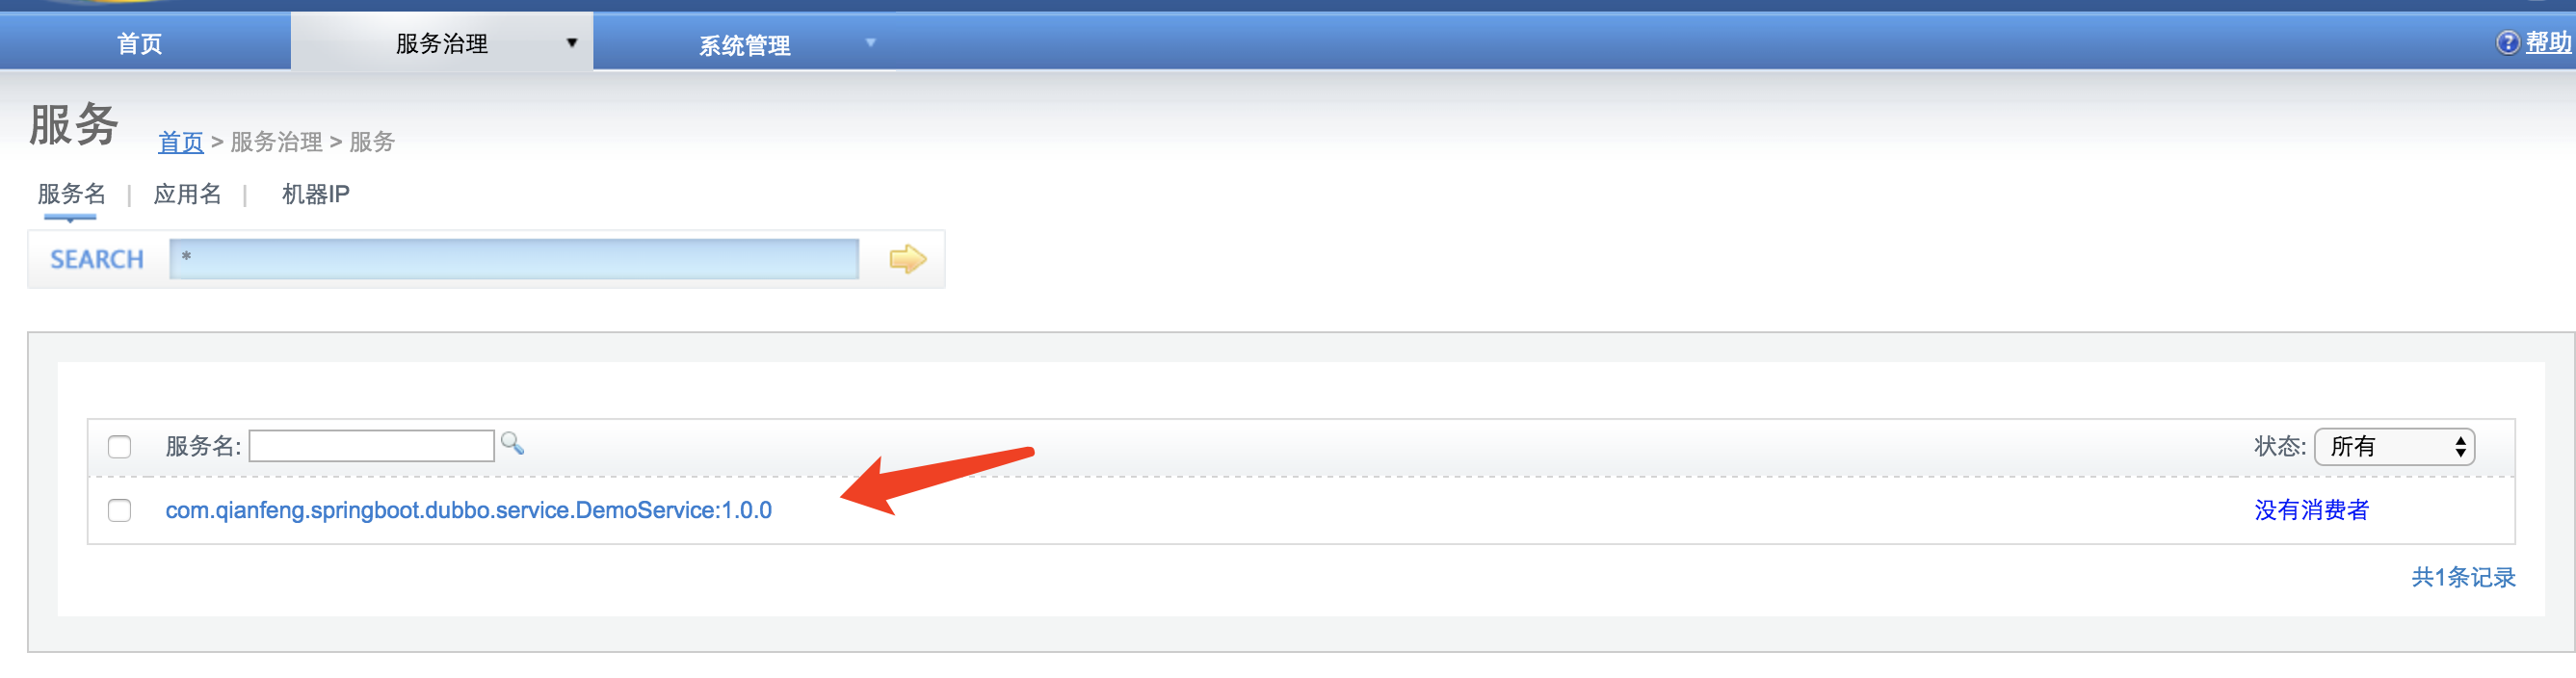 首页 服务治理 系统管理 帮助
服务 首页 > 服务治理 > 服务
服务名 | 应用名 | 机器IP
SEARCH *
服务名: 状态: 所有
com.qianfeng.springboot.dubbo.service.DemoService:1.0.0 没有消费者
共1条记录